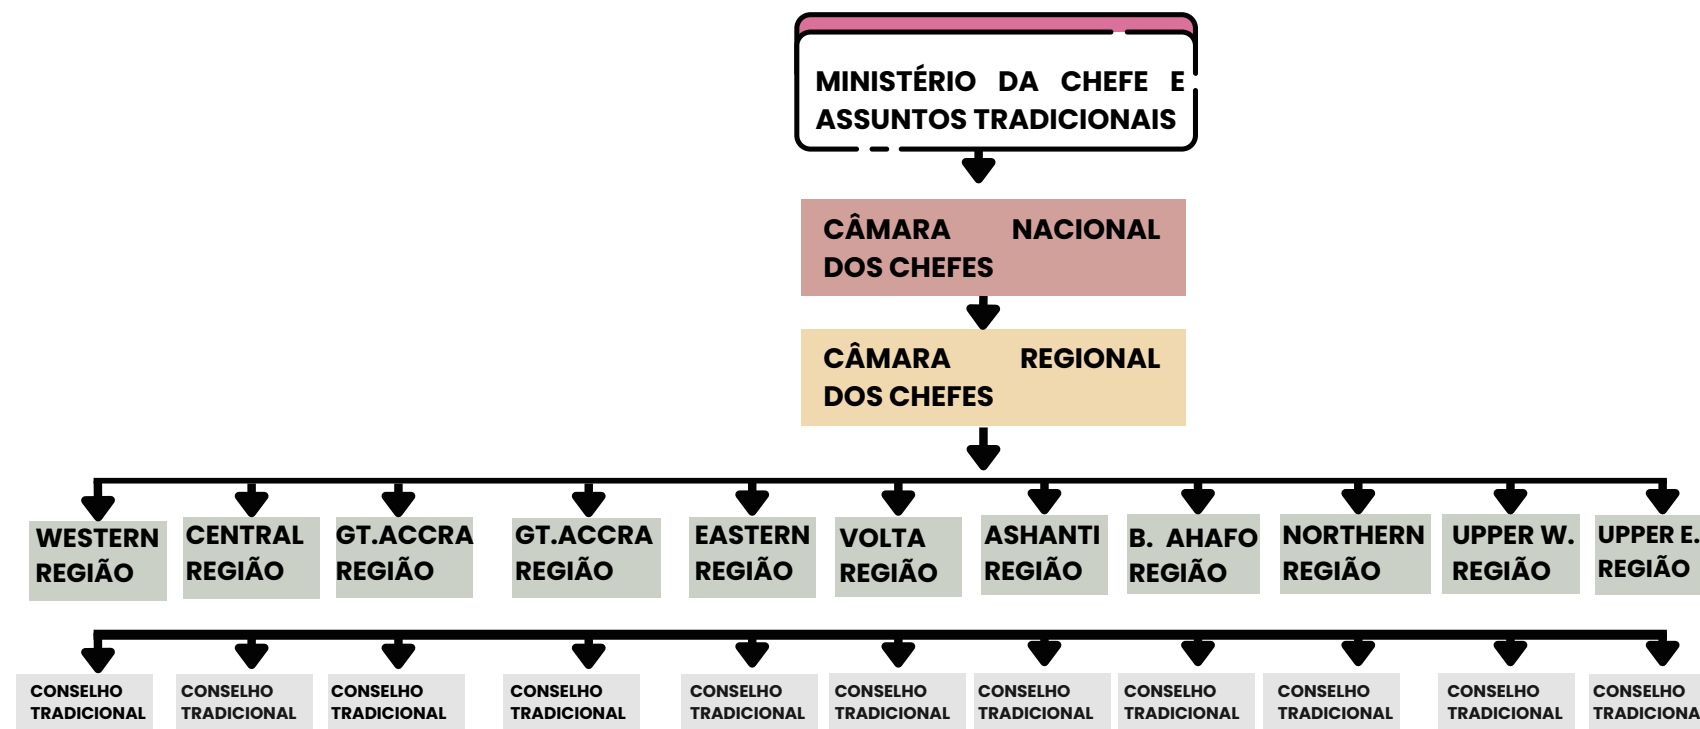 MINISTÉRIO DA CHEFE E
ASSUNTOS TRADICIONAIS
CÂMARA NACIONAL
DOS CHEFES
CÂMARA REGIONAL
DOS CHEFES
WESTERN
REGIÃO
CENTRAL
REGIÃO
GT.ACCRA
REGIÃO
GT.ACCRA
REGIÃO
EASTERN
REGIÃO
VOLTA
REGIÃO
ASHANTI
REGIÃO
B. AHAFO
REGIÃO
NORTHERN
REGIÃO
UPPER W.
REGIÃO
UPPER E.
REGIÃO
CONSELHO
TRADICIONAL
CONSELHO
TRADICIONAL
CONSELHO
TRADICIONAL
CONSELHO
TRADICIONAL
CONSELHO
TRADICIONAL
CONSELHO
TRADICIONAL
CONSELHO
TRADICIONAL
CONSELHO
TRADICIONAL
CONSELHO
TRADICIONAL
CONSELHO
TRADICIONAL
CONSELHO
TRADICIONA